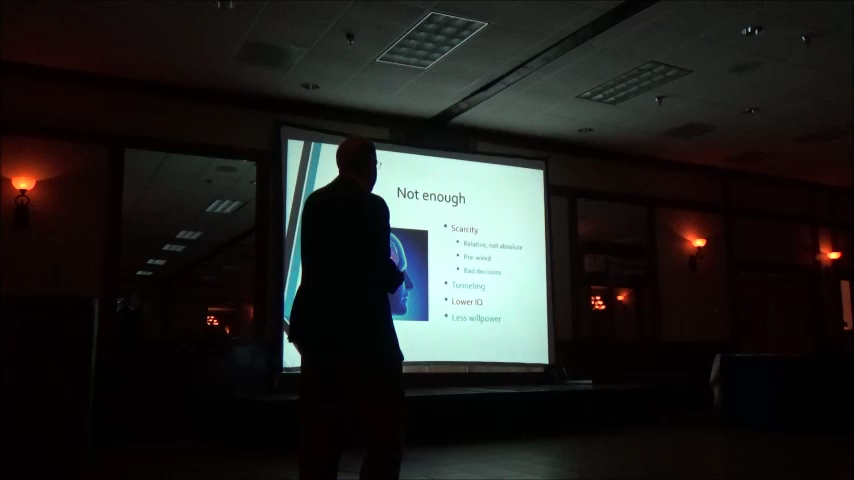 Not enough
Scarcity
Relative, not absolute
Pre-wired
Bad decisions
Tunneling
Lower IQ
Less willpower